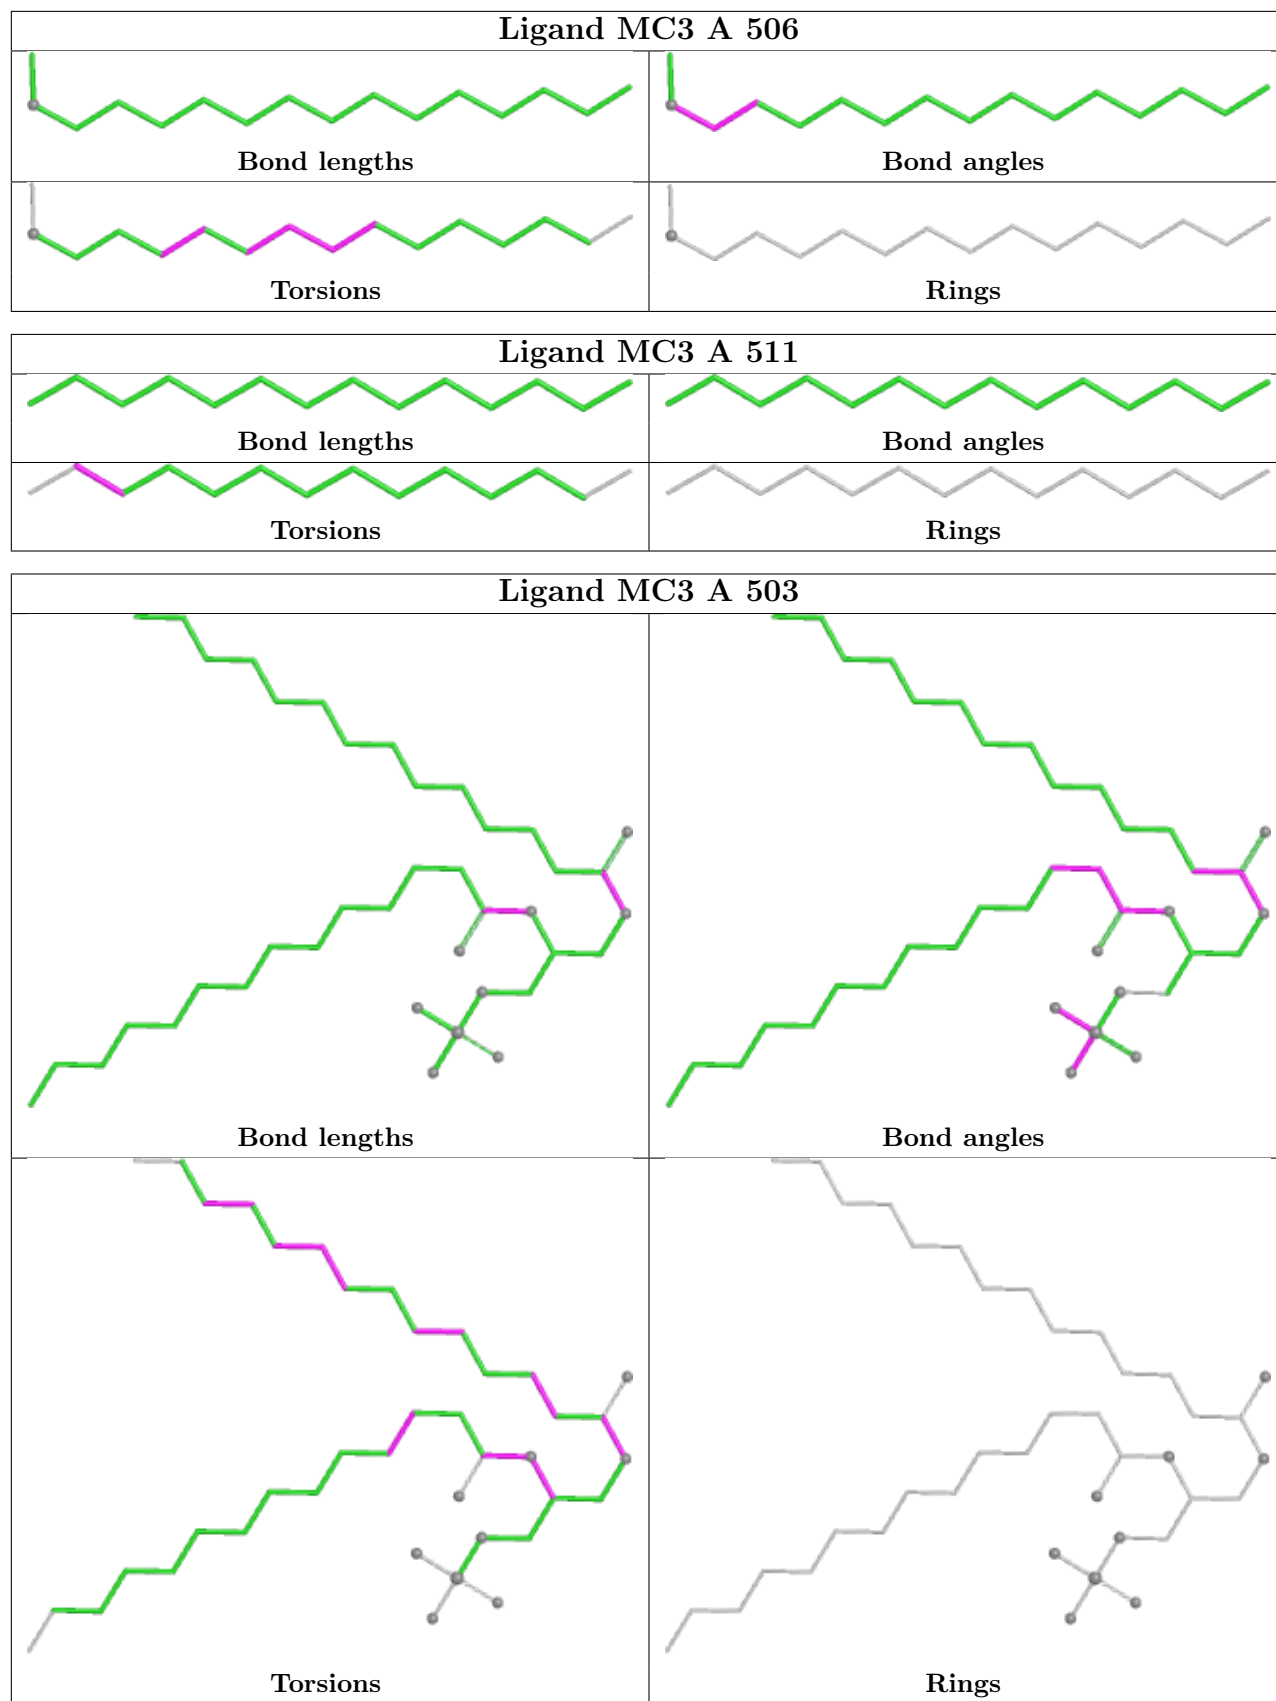 Ligand MC3 A 506
Bond lengths
Bond angles
Torsions
Rings
Ligand MC3 A 511
Bond lengths
Bond angles
Torsions
Rings
Ligand MC3 A 503
Bond lengths
Bond angles
Torsions
Rings